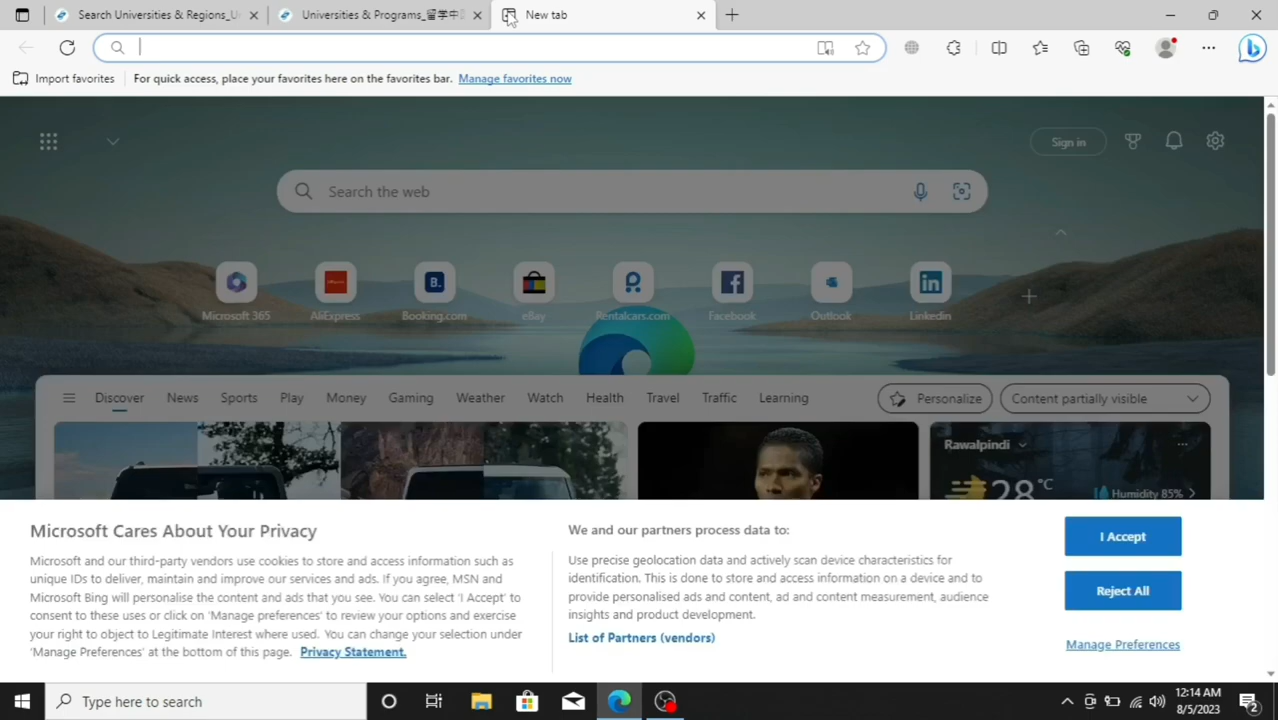 Search Universities & Regions_U
Universities & Programs_留学中
New tab
Import favorites
For quick access, place your favorites here on the favorites bar. Manage favorites now
Sign in
Search the web
Microsoft 365
AliExpress
Booking.com
eBay
Rentalcars.com
Facebook
Outlook
Linkedin
B.
in
Discover
News
Sports
Play
Money
Gaming
Weather
Watch
Health
Travel
Traffic
Learning
Personalize
Content partially visible
Rawalpindi
28 °C
Humidity 85%
Microsoft Cares About Your Privacy
Microsoft and our third-party vendors use cookies to store and access information such as
unique IDs to deliver, maintain and improve our services and ads. If you agree, MSN and
Microsoft Bing will personalise the content and ads that you see. You can select 'I Accept' to
consent to these uses or click on 'Manage preferences' to review your options and exercise
your right to object to Legitimate Interest where used. You can change your selection under
'Manage Preferences' at the bottom of this page. Privacy Statement.
We and our partners process data to:
Use precise geolocation data and actively scan device characteristics for
identification. This is done to store and access information on a device and to
provide personalised ads and content, ad and content measurement, audience
insights and product development.
List of Partners (vendors)
I Accept
Reject All
Manage Preferences
Type here to search
12:14 AM
8/5/2023
2